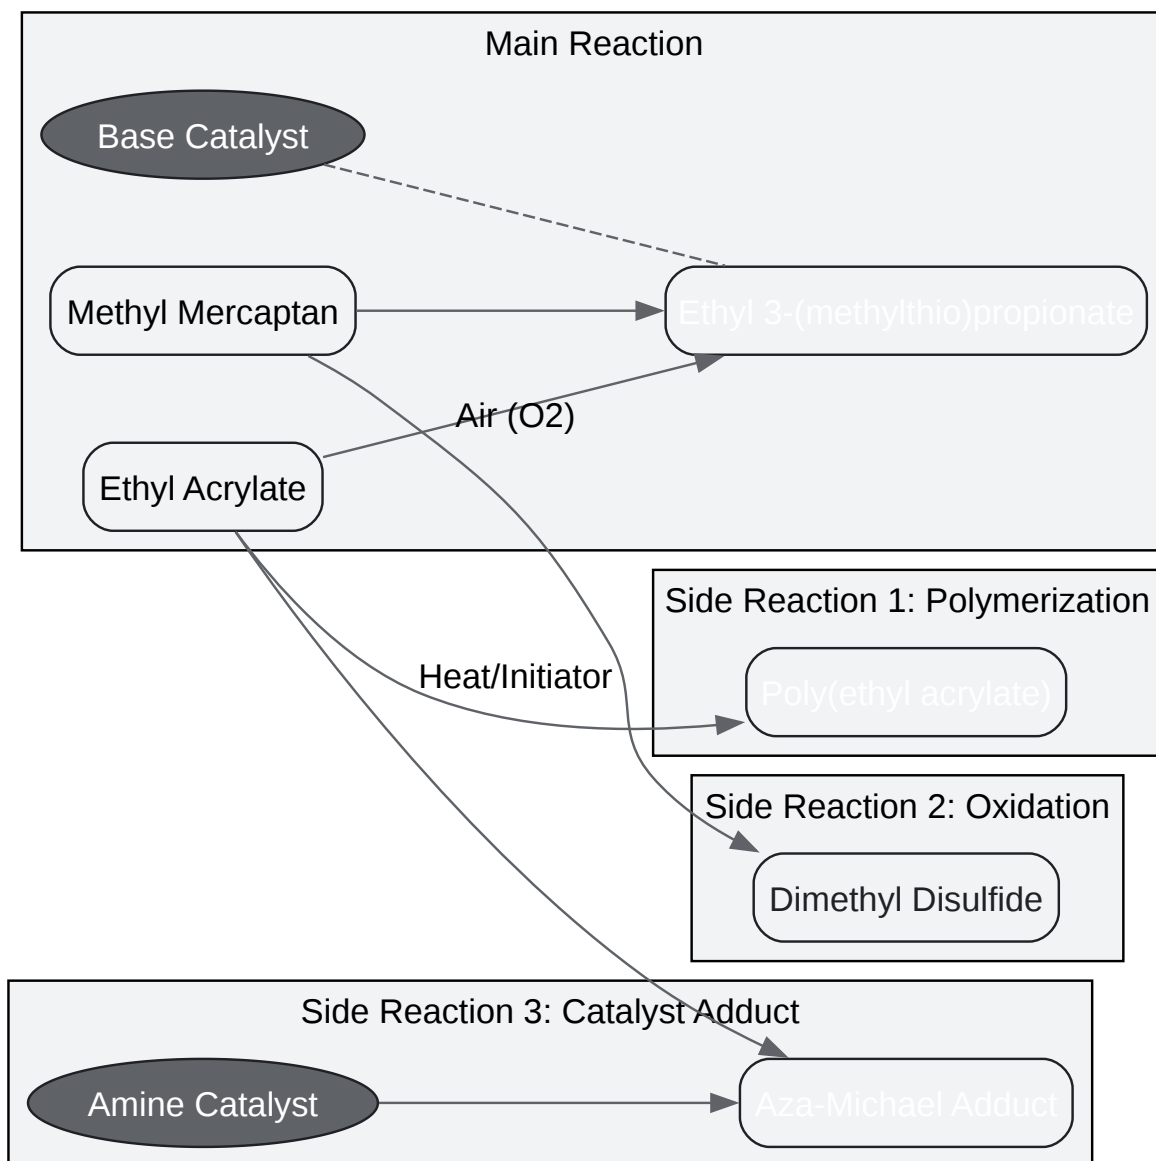 Main Reaction
Base Catalyst
Methyl Mercaptan
Ethyl 3-(methylthio)propionate
Air (O2)
Ethyl Acrylate
Side Reaction 1: Polymerization
Heat/Initiator
Poly(ethyl acrylate)
Side Reaction 2: Oxidation
Dimethyl Disulfide
Side Reaction 3: Catalyst Adduct
Amine Catalyst
Aza-Michael Adduct